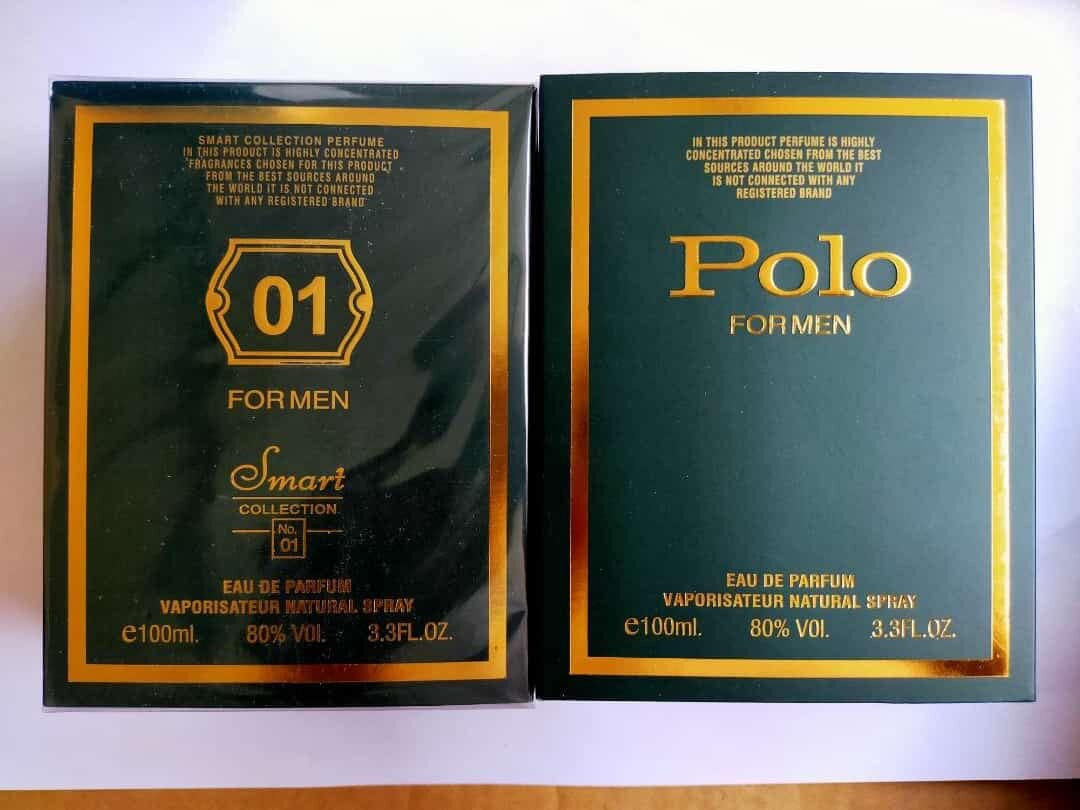 SMART COLLECTION PERFUME
IN THIS PRODUCT IS HIGHLY CONCENTRATED
FRAGRANCES CHOSEN FOR THIS PRODUCT
FROM THE BEST SOURCES AROUND
THE WORLD IT IS NOT CONNECTED
WITH ANY REGISTERED BRAND
01
FOR MEN
Smart
COLLECTION
No.
01
EAU DE PARFUM
VAPORISATEUR NATURAL SPRAY
e100ml. 80% VOl. 3.3FL.OZ.
IN THIS PRODUCT PERFUME IS HIGHLY
CONCENTRATED CHOSEN FROM THE BEST
SOURCES AROUND THE WORLD IT
IS NOT CONNECTED WITH ANY
REGISTERED BRAND
Polo
FOR MEN
EAU DE PARFUM
VAPORISATEUR NATURAL SPRAY
e100ml. 80% VOl. 3.3FL.OZ.